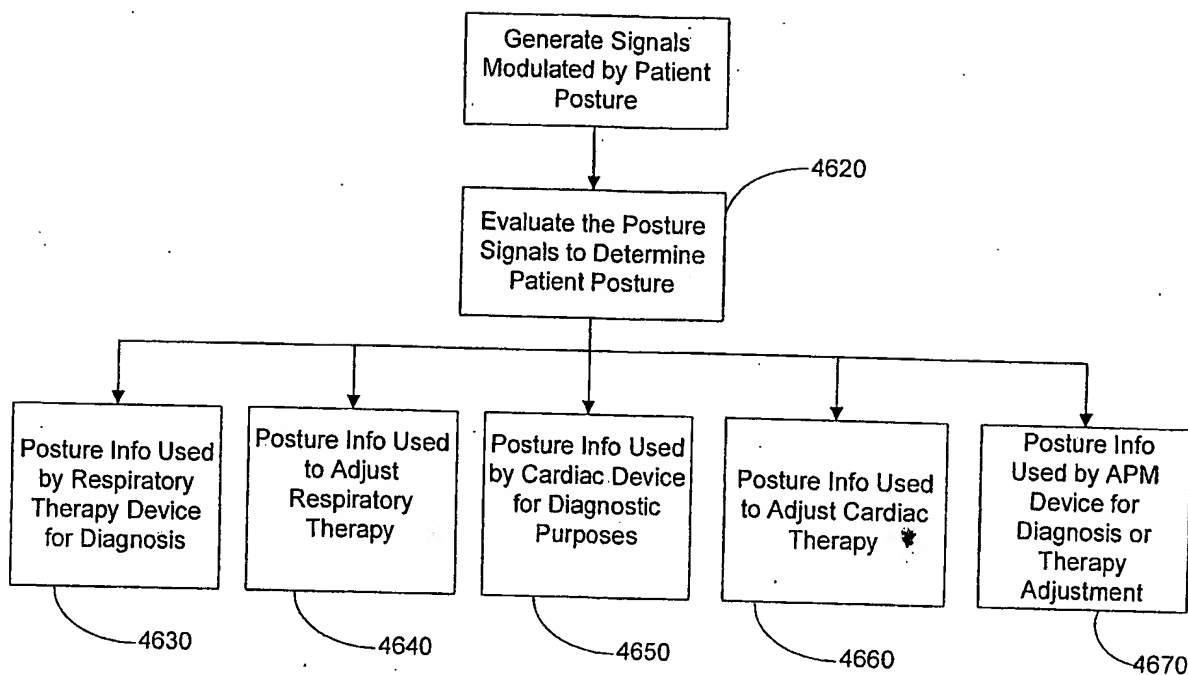 Generate Signals
Modulated by Patient
Posture
4620
Evaluate the Posture
Signals to Determine
Patient Posture
Posture Info Used
by Respiratory
Therapy Device
for Diagnosis
Posture Info Used
to Adjust
Respiratory
Therapy
Posture Info Used
by Cardiac Device
for Diagnostic
Purposes
Posture Info Used
to Adjust Cardiac
Therapy
Posture Info
Used by APM
Device for
Diagnosis or
Therapy
Adjustment
4630
4640
4650
4660
4670